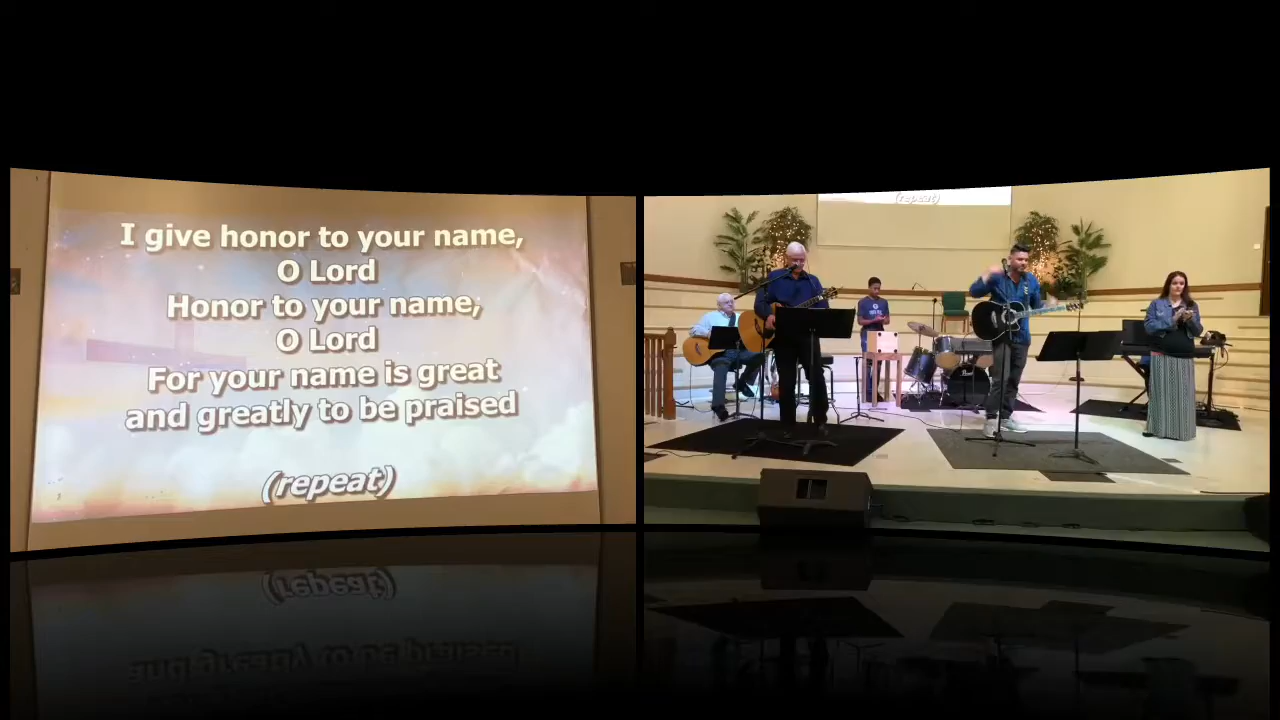 I give honor to your name,
O Lord
Honor to your name,
O Lord
For your name is great
and greatly to be praised
(repeat)
(repeat)